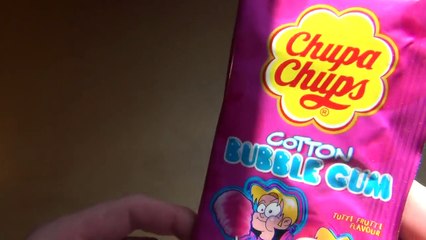 Chupa
Chups
®
COTTON
BUBBLE GUM
TUTTI FRUTTI
FLAVOUR